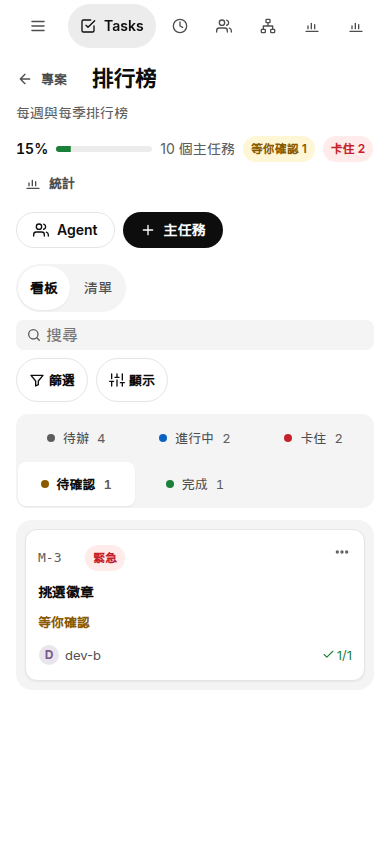 Tasks
專案 排行榜
每週與每季排行榜
15% 10 個主任務 等你確認 1 卡住 2
統計
Agent 主任務
看板 清單
搜尋
篩選 顯示
待辦 4 進行中 2 卡住 2
待確認 1 完成 1
M-3 緊急
挑選徽章
等你確認
D dev-b 1/1